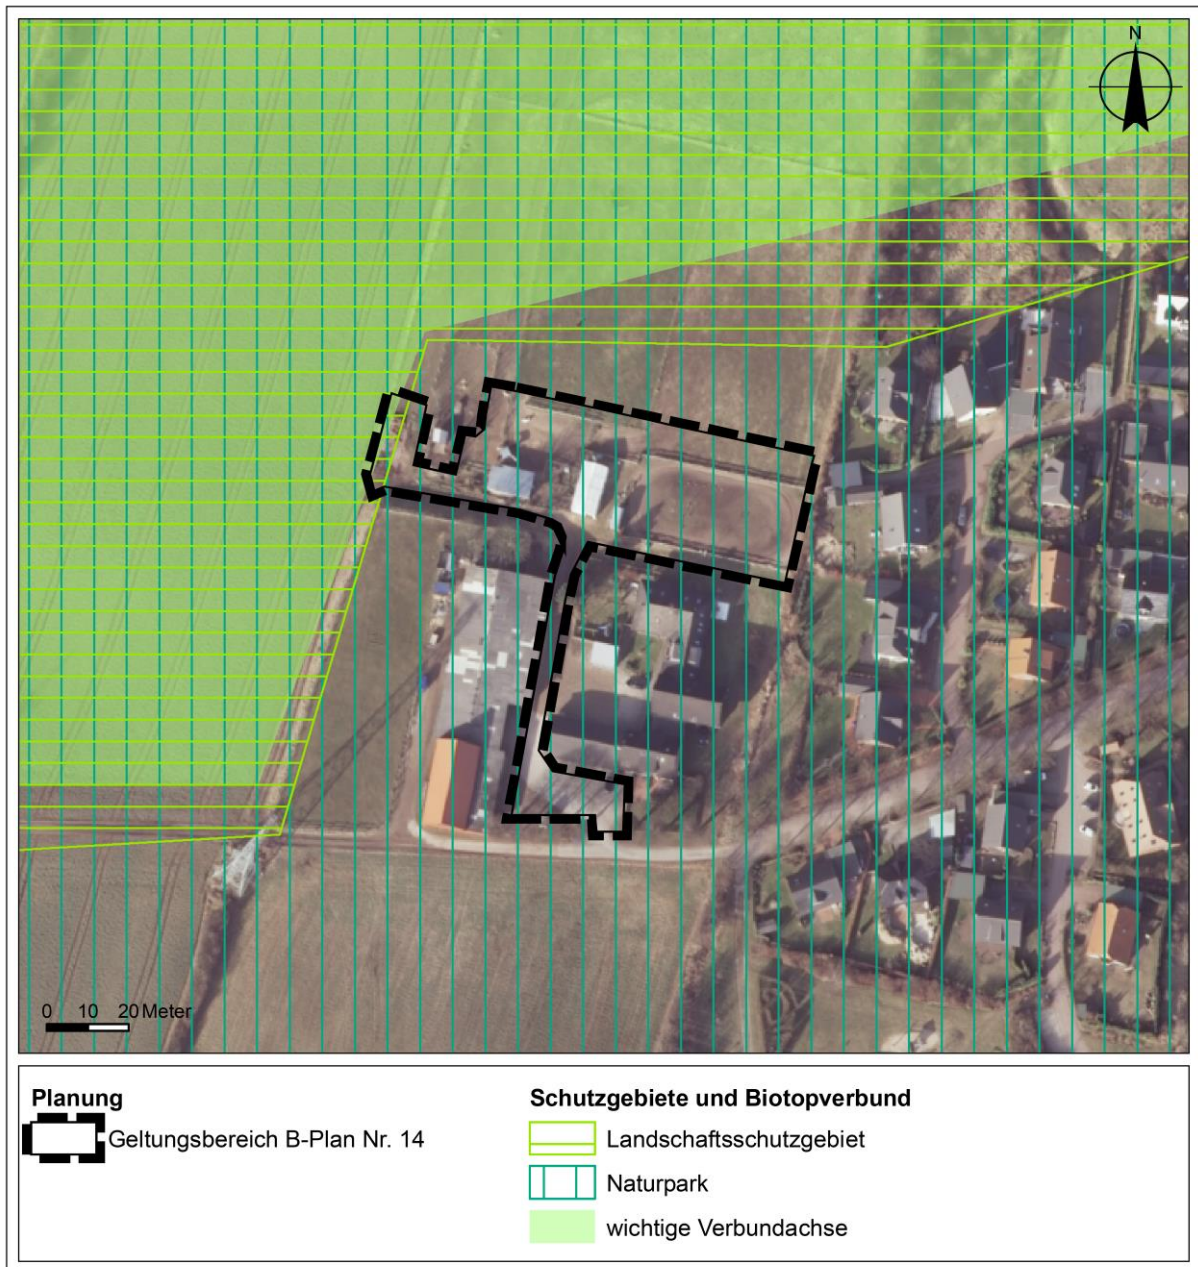 N
0 10 20 Meter
Planung
Geltungsbereich B-Plan Nr. 14
Schutzgebiete und Biotopverbund
Landschaftsschutzgebiet
Naturpark
wichtige Verbundachse